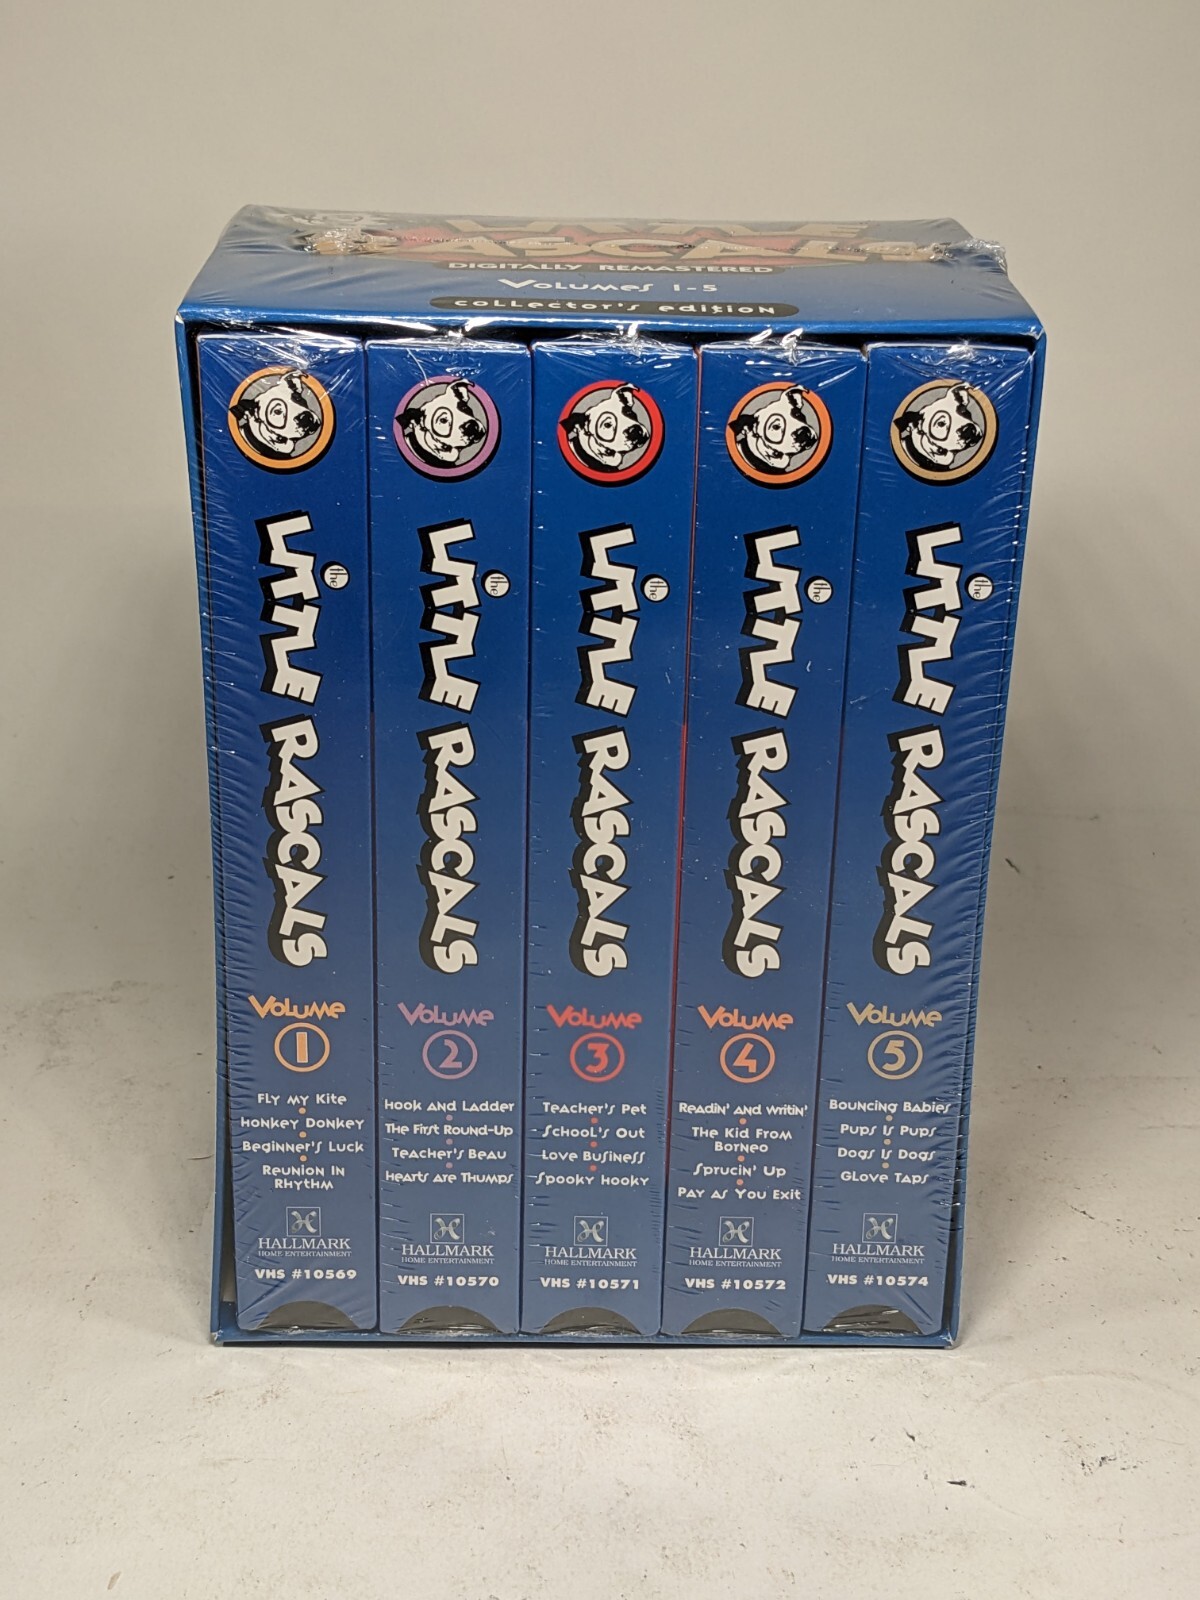 LITTLE
RASCALS
DIGITALLY REMASTERED
Volumes 1-5
collector's edition
the
LITTLE RASCALS
Volume
1
Fly My Kite
Honkey Donkey
Beginner's Luck
Reunion In
Rhythm
HALLMARK
HOME ENTERTAINMENT
VHS #10569
the
LITTLE RASCALS
Volume
2
Hook And Ladder
The First Round-Up
Teacher's Beau
Hearts Are Thumps
HALLMARK
HOME ENTERTAINMENT
VHS #10570
the
LITTLE RASCALS
Volume
3
Teacher's Pet
School's Out
Love Business
Spooky Hooky
HALLMARK
HOME ENTERTAINMENT
VHS #10571
the
LITTLE RASCALS
Volume
4
Readin' And Writin'
The Kid From
Borneo
Sprucin' Up
Pay As You Exit
HALLMARK
HOME ENTERTAINMENT
VHS #10572
the
LITTLE RASCALS
Volume
5
Bouncing Babies
Pups Is Pups
Dogs Is Dogs
Glove Taps
HALLMARK
HOME ENTERTAINMENT
VHS #10574